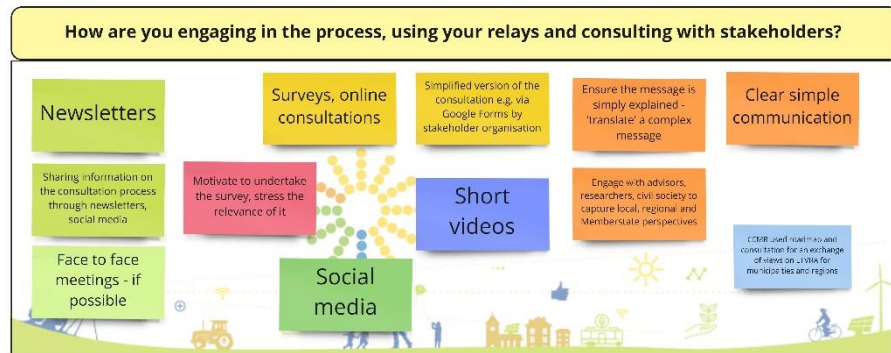 How are you engaging in the process, using your relays and consulting with stakeholders?
Newsletters
Surveys, online
consultations
Simplified version of the
consultation e.g. via
Google Forms by
stakeholder organisation
Ensure the message is
simply explained -
'translate' a complex
message
Clear simple
communication
Sharing information on
the consultation process
through newsletters,
social media
Motivate to undertake
the survey, stress the
relevance of it
Short
videos
Engage with advisors,
researchers, civil society to
capture local, regional and
Memberstate perspectives
Face to face
meetings - if
possible
Social
media
used roadmap and
consultation for an exchange
of views on LTVRA for
municipalities and regions